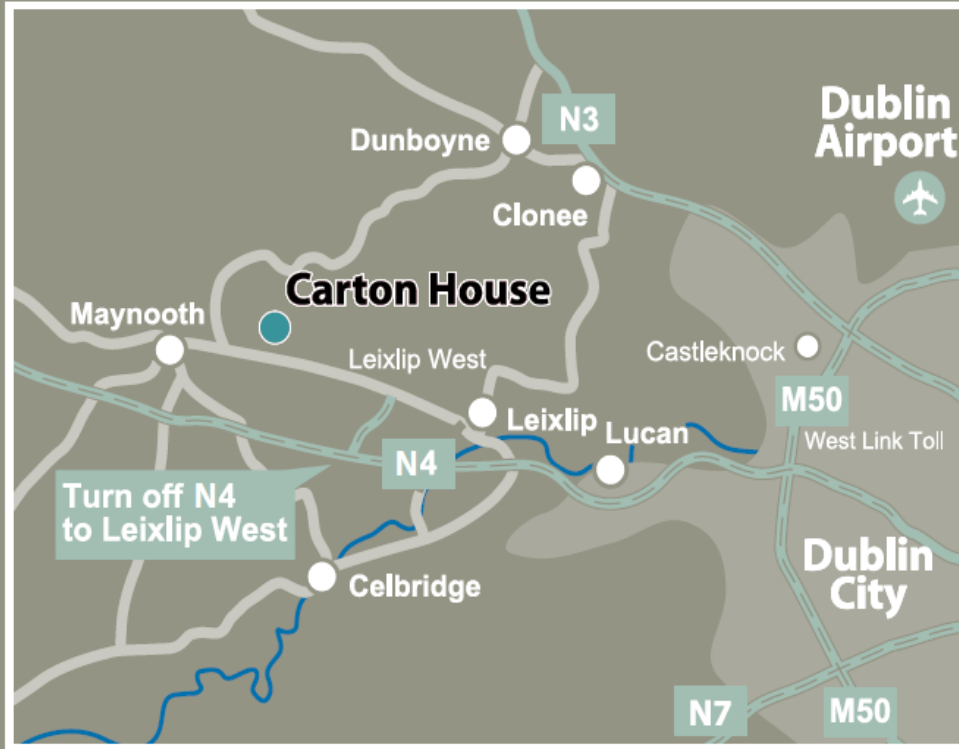 N3
Dublin
Airport
Dunboyne
Clonee
Carton House
Maynooth
Leixlip West
Castleknock
M50
Leixlip
Lucan
West Link Toll
N4
Turn off N4
to Leixlip West
Dublin
City
Celbridge
N7
M50